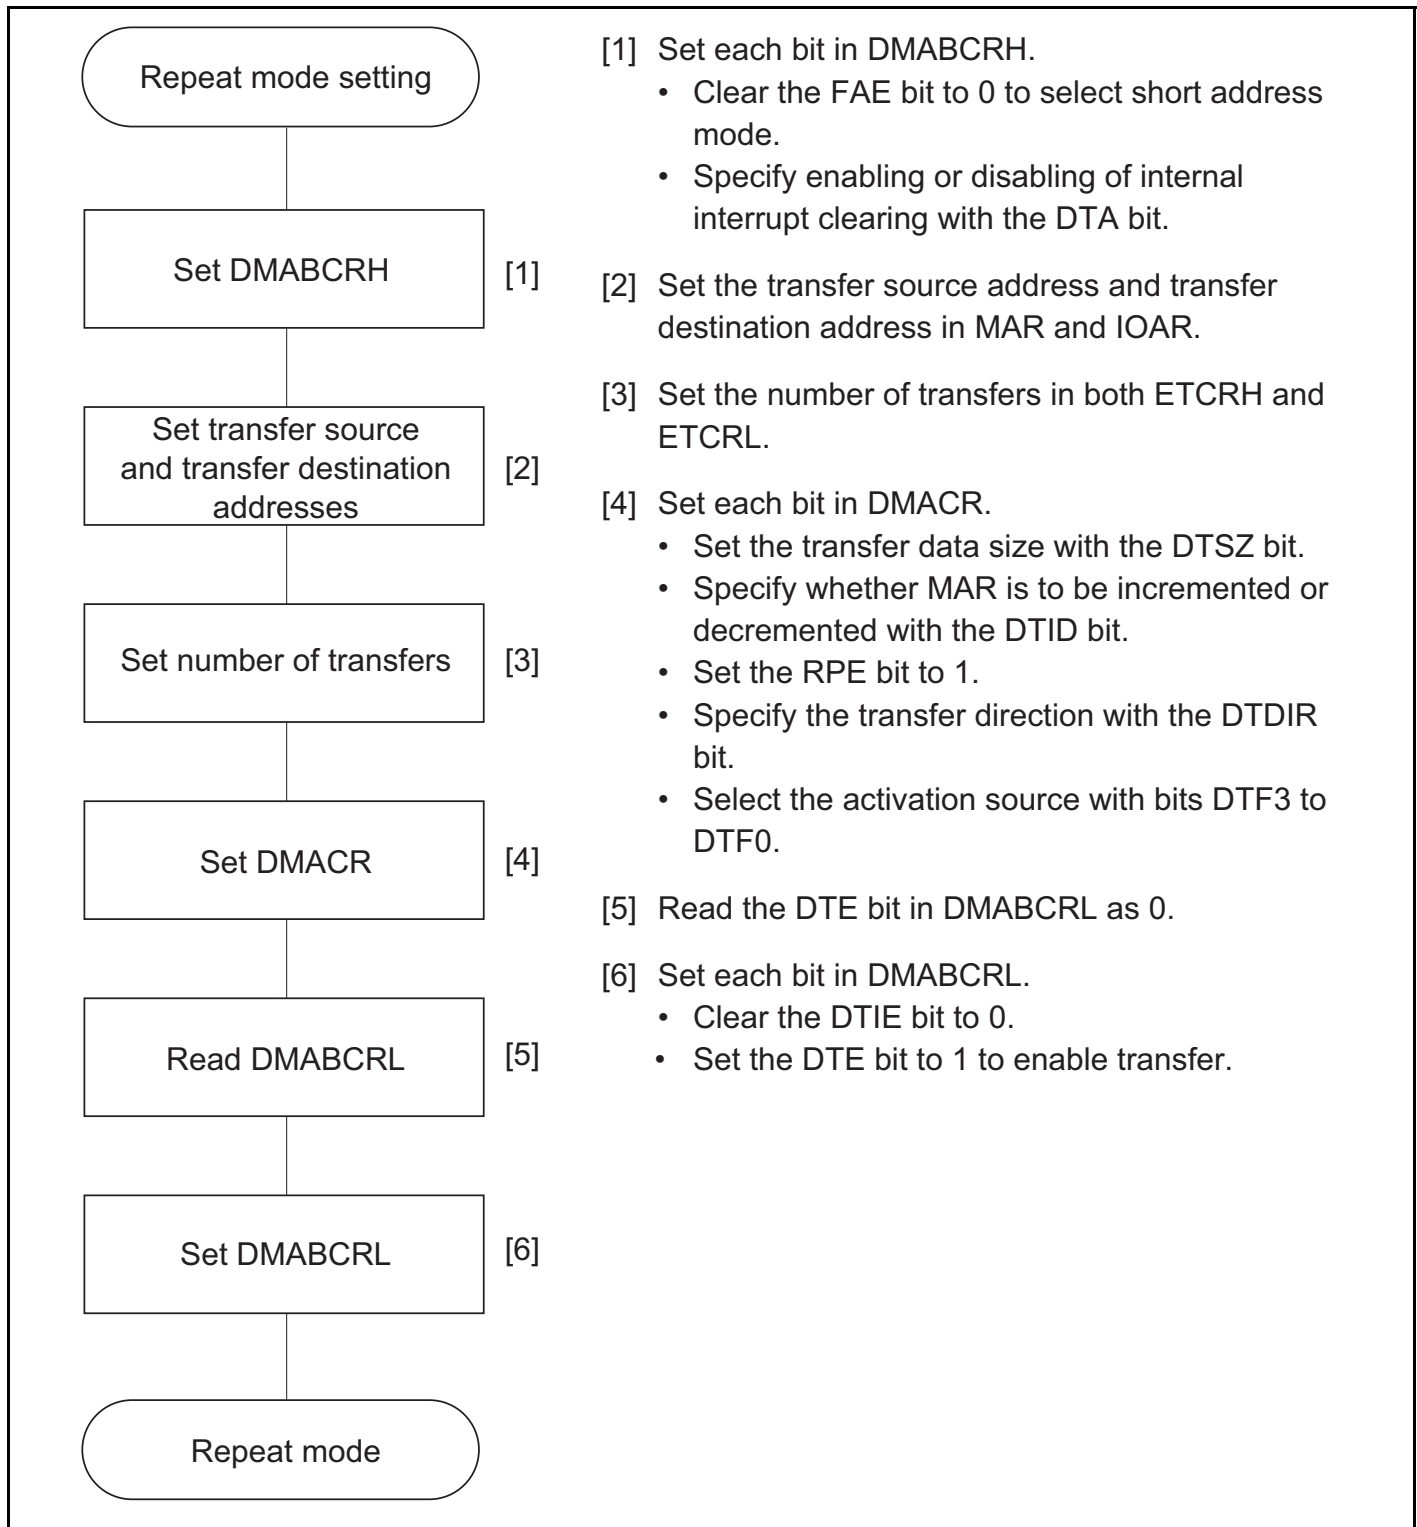 Repeat mode setting
Set DMABCRH
[1]
Set transfer source
and transfer destination
addresses
[2]
Set number of transfers
[3]
Set DMACR
[4]
Read DMABCRL
[5]
Set DMABCRL
[6]
Repeat mode
[1] Set each bit in DMABCRH.
• Clear the FAE bit to 0 to select short address
mode.
• Specify enabling or disabling of internal
interrupt clearing with the DTA bit.
[2] Set the transfer source address and transfer
destination address in MAR and IOAR.
[3] Set the number of transfers in both ETCRH and
ETCRL.
[4] Set each bit in DMACR.
• Set the transfer data size with the DTSZ bit.
• Specify whether MAR is to be incremented or
decremented with the DTID bit.
• Set the RPE bit to 1.
• Specify the transfer direction with the DTDIR
bit.
• Select the activation source with bits DTF3 to
DTF0.
[5] Read the DTE bit in DMABCRL as 0.
[6] Set each bit in DMABCRL.
• Clear the DTIE bit to 0.
• Set the DTE bit to 1 to enable transfer.